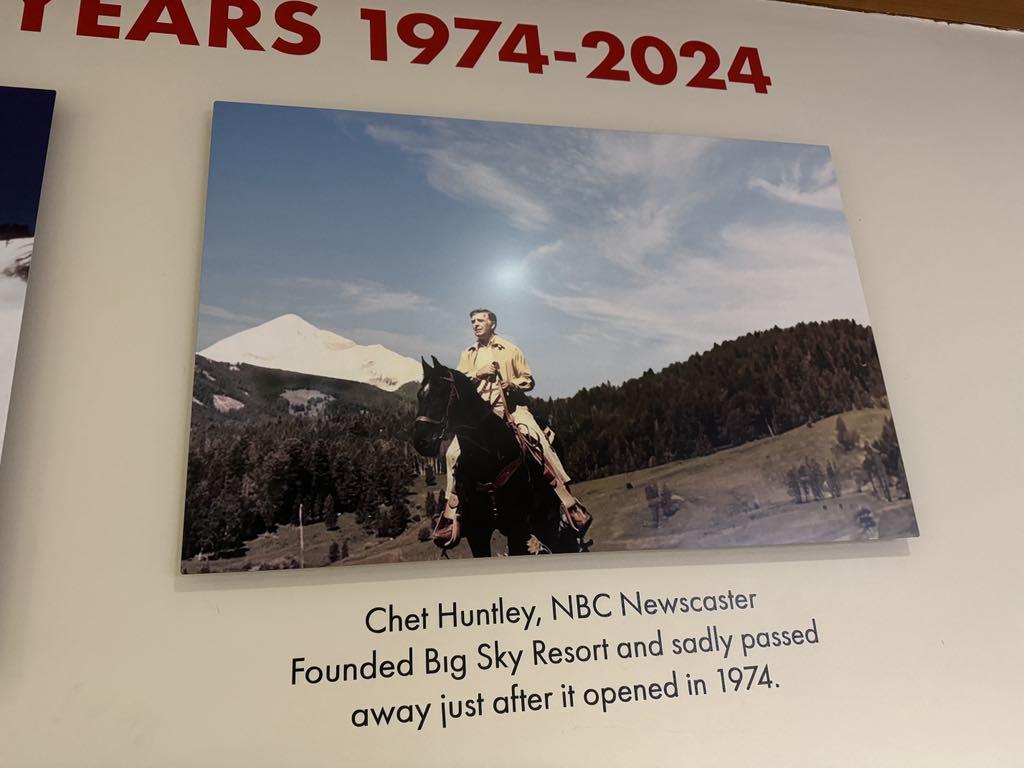 YEARS 1974-2024
Chet Huntley, NBC Newscaster
Founded Big Sky Resort and sadly passed
away just after it opened in 1974.